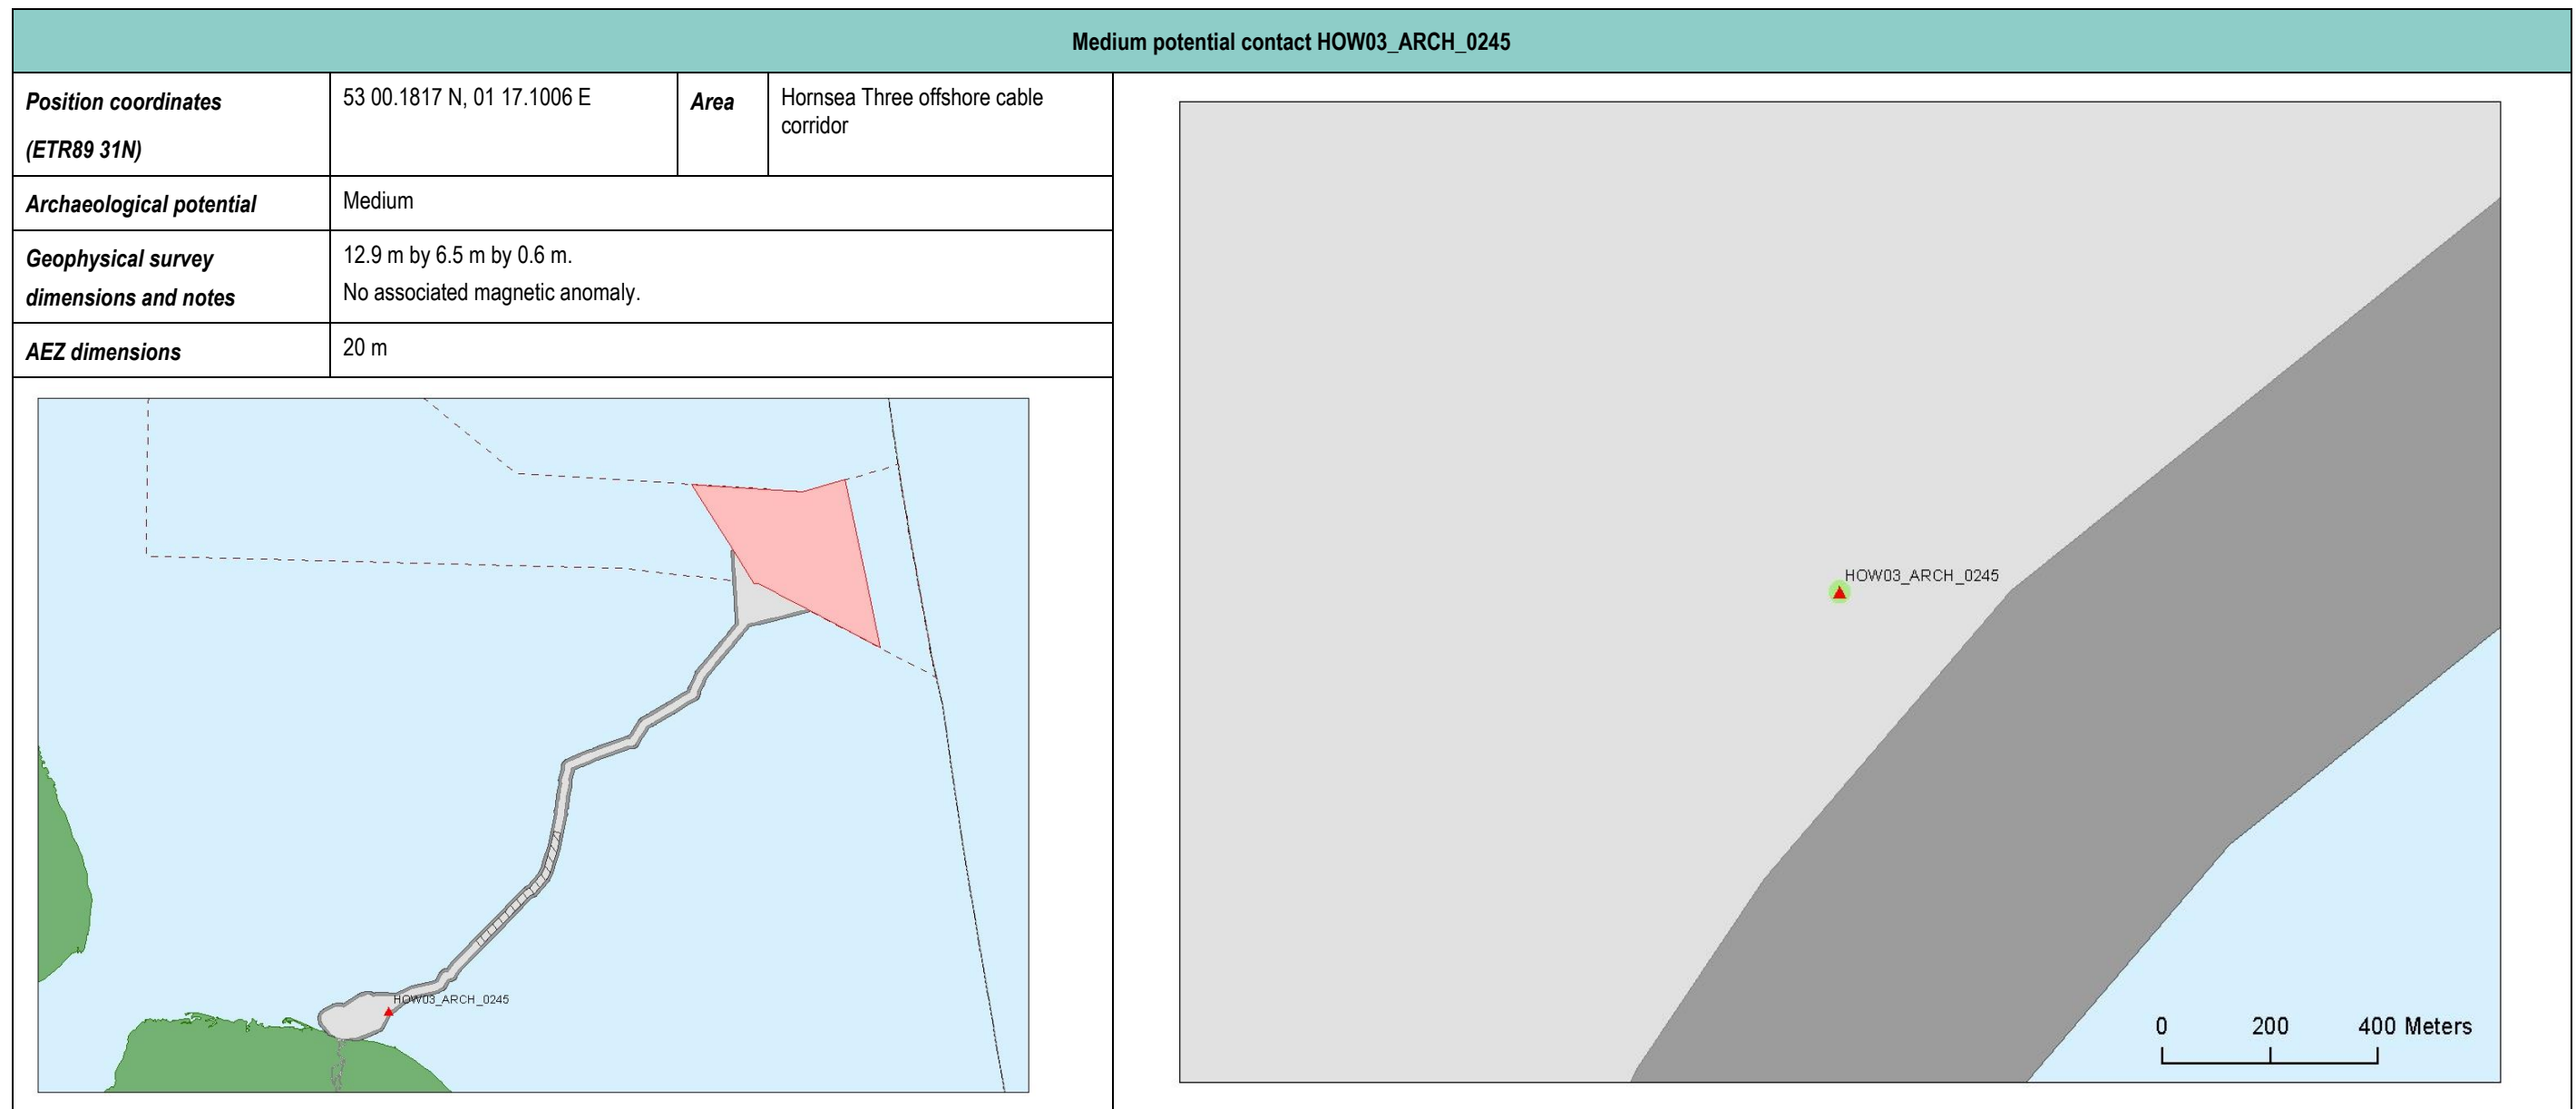 Medium potential contact HOW03_ARCH_0245
Position coordinates
(ETR89 31N)
53 00.1817 N, 01 17.1006 E
Area
Hornsea Three offshore cable
corridor
Archaeological potential
Medium
Geophysical survey
dimensions and notes
12.9 m by 6.5 m by 0.6 m.
No associated magnetic anomaly.
AEZ dimensions
20 m
HOW03_ARCH_0245
HOW03_ARCH_0245
0 200 400 Meters